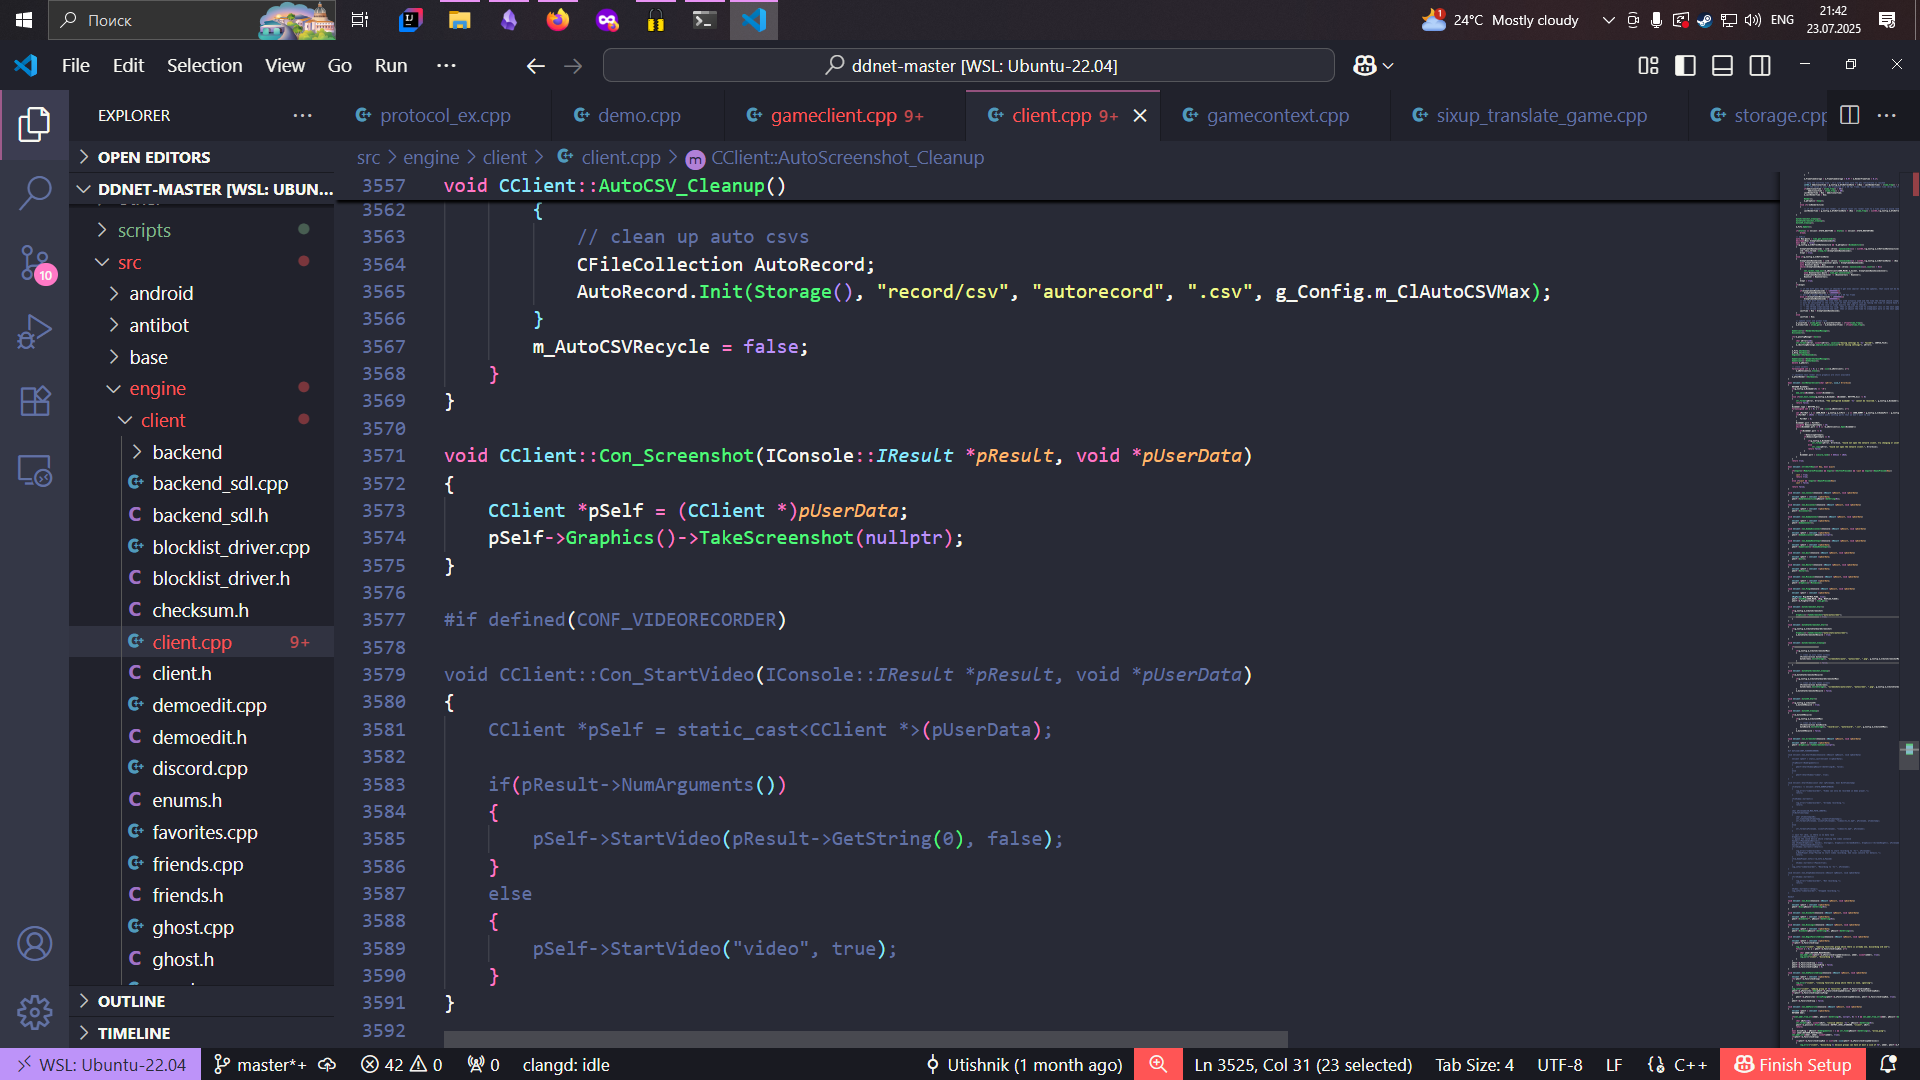 Поиск
24°C Mostly cloudy
ENG
21:42
23.07.2025
File Edit Selection View Go Run ···
ddnet-master [WSL: Ubuntu-22.04]
EXPLORER
protocol_ex.cpp
demo.cpp
gameclient.cpp 9+
client.cpp 9+
gamecontext.cpp
sixup_translate_game.cpp
storage.cpp
src > engine > client > client.cpp > CClient::AutoScreenshot_Cleanup
OPEN EDITORS
DDNET-MASTER [WSL: UBUN...
scripts
src
android
antibot
base
engine
client
backend
backend_sdl.cpp
backend_sdl.h
blocklist_driver.cpp
blocklist_driver.h
checksum.h
client.cpp 9+
client.h
demoedit.cpp
demoedit.h
discord.cpp
enums.h
favorites.cpp
friends.cpp
friends.h
ghost.cpp
ghost.h
OUTLINE
TIMELINE
10
3557 void CClient::AutoCSV_Cleanup()
3562 {
3563 // clean up auto csvs
3564 CFileCollection AutoRecord;
3565 AutoRecord.Init(Storage(), "record/csv", "autorecord", ".csv", g_Config.m_ClAutoCSVMax);
3566 }
3567 m_AutoCSVRecycle = false;
3568 }
3569 }
3570
3571 void CClient::Con_Screenshot(IConsole::IResult *pResult, void *pUserData)
3572 {
3573 CClient *pSelf = (CClient *)pUserData;
3574 pSelf->Graphics()->TakeScreenshot(nullptr);
3575 }
3576
3577 #if defined(CONF_VIDEORECORDER)
3578
3579 void CClient::Con_StartVideo(IConsole::IResult *pResult, void *pUserData)
3580 {
3581 CClient *pSelf = static_cast<CClient *>(pUserData);
3582
3583 if(pResult->NumArguments())
3584 {
3585 pSelf->StartVideo(pResult->GetString(0), false);
3586 }
3587 else
3588 {
3589 pSelf->StartVideo("video", true);
3590 }
3591 }
3592
WSL: Ubuntu-22.04 master*+ 42 0 0 clangd: idle Utishnik (1 month ago) Ln 3525, Col 31 (23 selected) Tab Size: 4 UTF-8 LF C++ Finish Setup